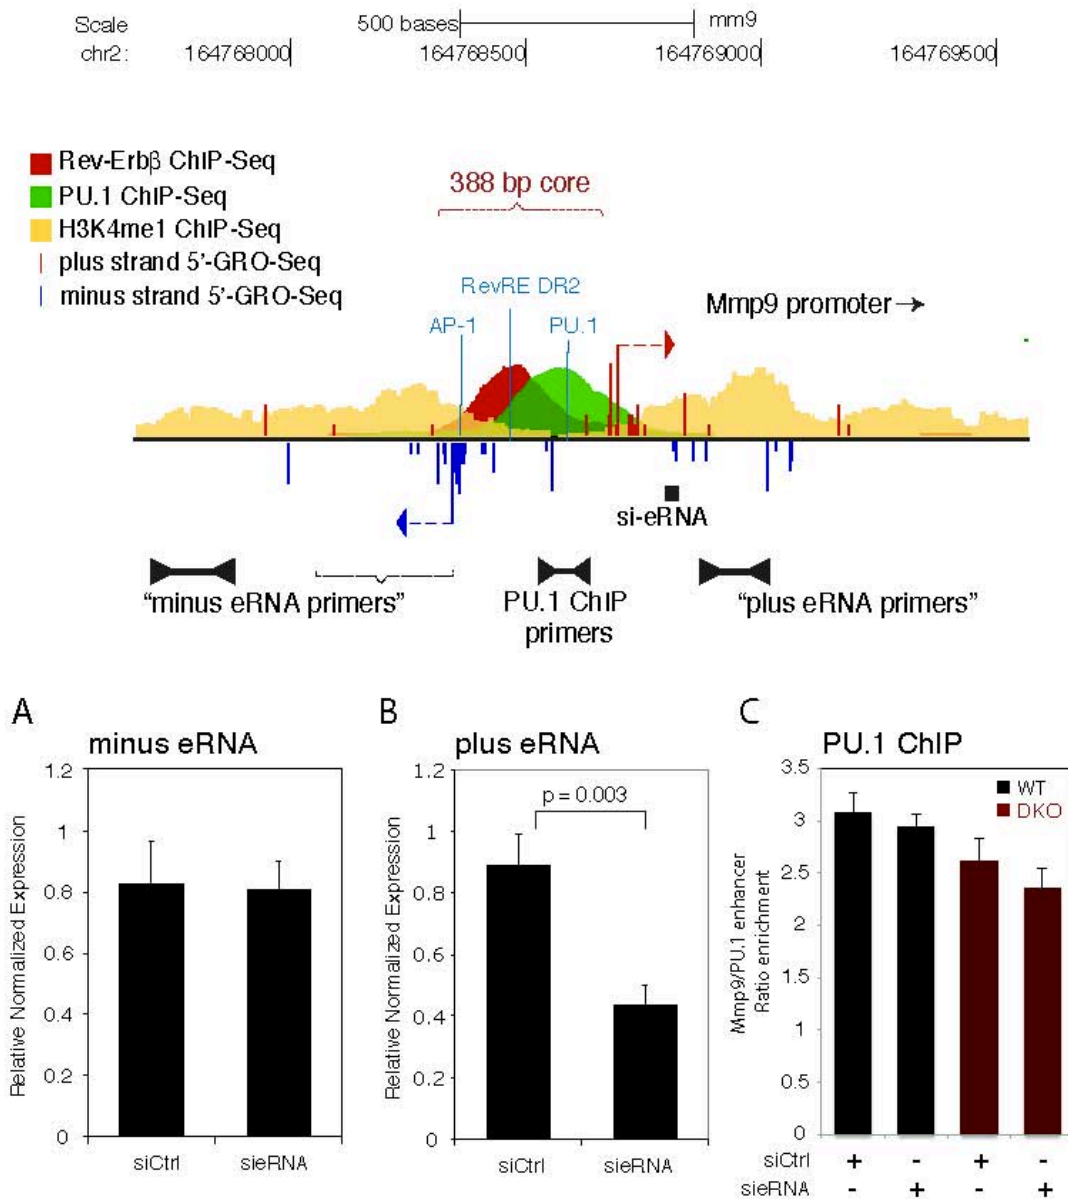 Scale 500 bases mm9
chr2: 164768000 164768500 164769000 164769500
Rev-Erbβ ChIP-Seq
PU.1 ChIP-Seq
H3K4me1 ChIP-Seq
plus strand 5'-GRO-Seq
minus strand 5'-GRO-Seq
388 bp core
RevRE DR2
AP-1 PU.1
Mmp9 promoter →
si-eRNA
"minus eRNA primers"
PU.1 ChIP
primers
"plus eRNA primers"
A
minus eRNA
Relative Normalized Expression
1.2
1
0.8
0.6
0.4
0.2
0
siCtrl sieRNA
B
plus eRNA
Relative Normalized Expression
1.2
1
0.8
0.6
0.4
0.2
0
p = 0.003
siCtrl sieRNA
C
PU.1 ChIP
Mmp9/PU.1 enhancer
Ratio enrichment
3.5
3
2.5
2
1.5
1
0.5
0
WT
DKO
siCtrl + - + -
sieRNA - + - +